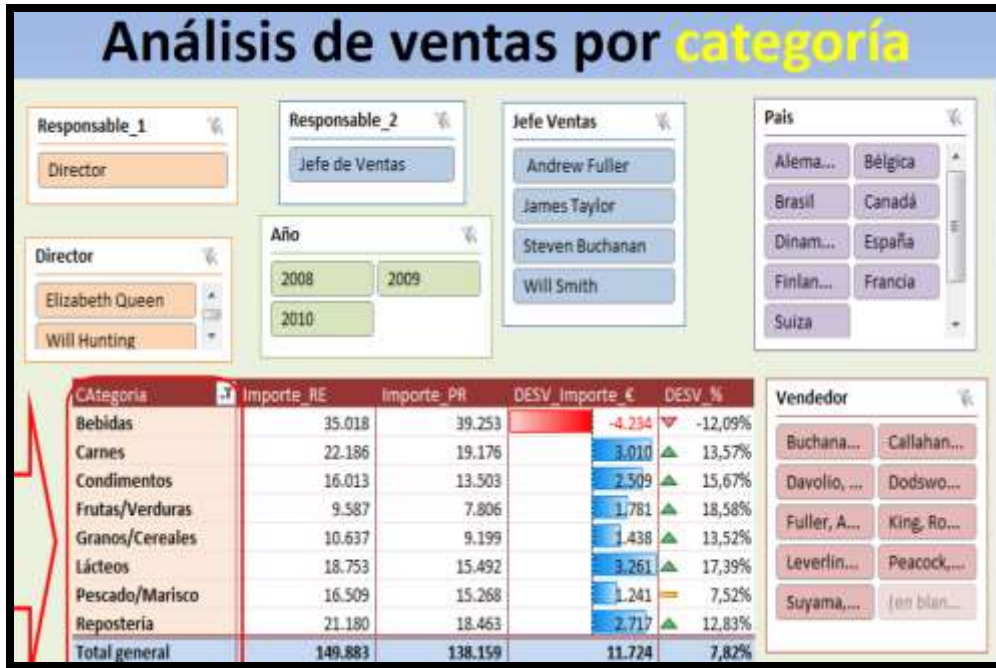 Análisis de ventas por categoría
Responsable_1
Director
Responsable_2
Jefe de Ventas
Jefe Ventas
Andrew Fuller
James Taylor
Steven Buchanan
Will Smith
Pais
Alema... Bélgica
Brasil Canadá
Dinam... España
Finlan... Francia
Suiza
Director
Elizabeth Queen
Will Hunting
Año
2008 2009
2010
CAtegoria Importe_RE Importe_PR DESV_Importe_€ DESV_%
Bebidas 35.018 39.253 -4.234 -12,09%
Carnes 22.186 19.176 3.010 13,57%
Condimentos 16.013 13.503 2.509 15,67%
Frutas/Verduras 9.587 7.806 1.781 18,58%
Granos/Cereales 10.637 9.199 1.438 13,52%
Lácteos 18.753 15.492 3.261 17,39%
Pescado/Marisco 16.509 15.268 1.241 7,52%
Repostería 21.180 18.463 2.717 12,83%
Total general 149.883 138.159 11.724 7,82%
Vendedor
Buchana... Callahan...
Davolio, ... Dodswo...
Fuller, A... King, Ro...
Leverlin... Peacock,...
Suyama,... (en blan...